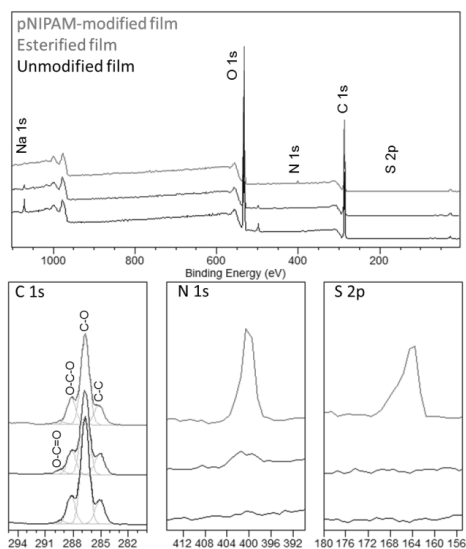 pNIPAM-modified film
Esterified film
Unmodified film
Na 1s
O 1s
N 1s
C 1s
S 2p
1000 800 600 400 200
Binding Energy (eV)
C 1s
O-C=O
O-C-O
C-O
C-C
294 291 288 285 282
N 1s
412 408 404 400 396 392
S 2p
180 176 172 168 164 160 156